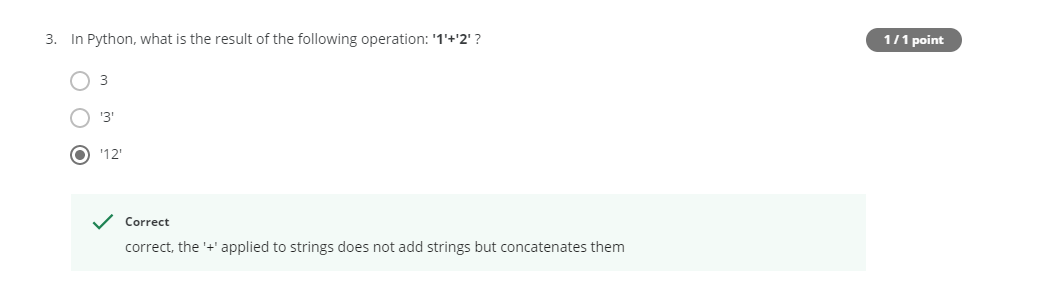 3. In Python, what is the result of the following operation: '1'+'2' ?
1 / 1 point
3
'3'
'12'
Correct
correct, the '+' applied to strings does not add strings but concatenates them